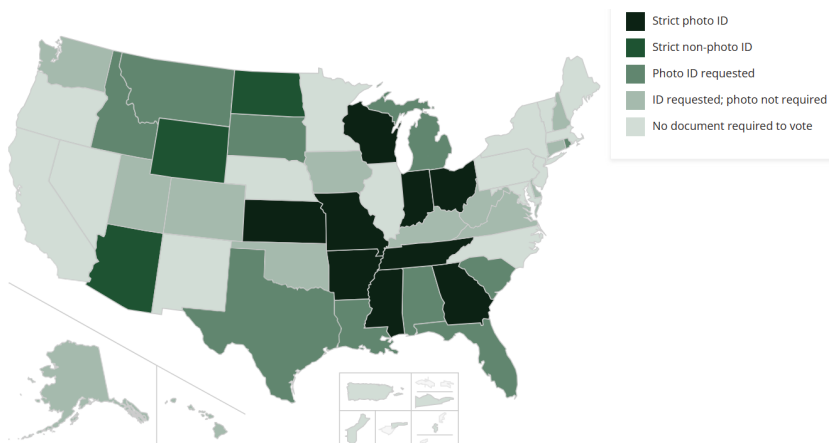 Strict photo ID
Strict non-photo ID
Photo ID requested
ID requested; photo not required
No document required to vote